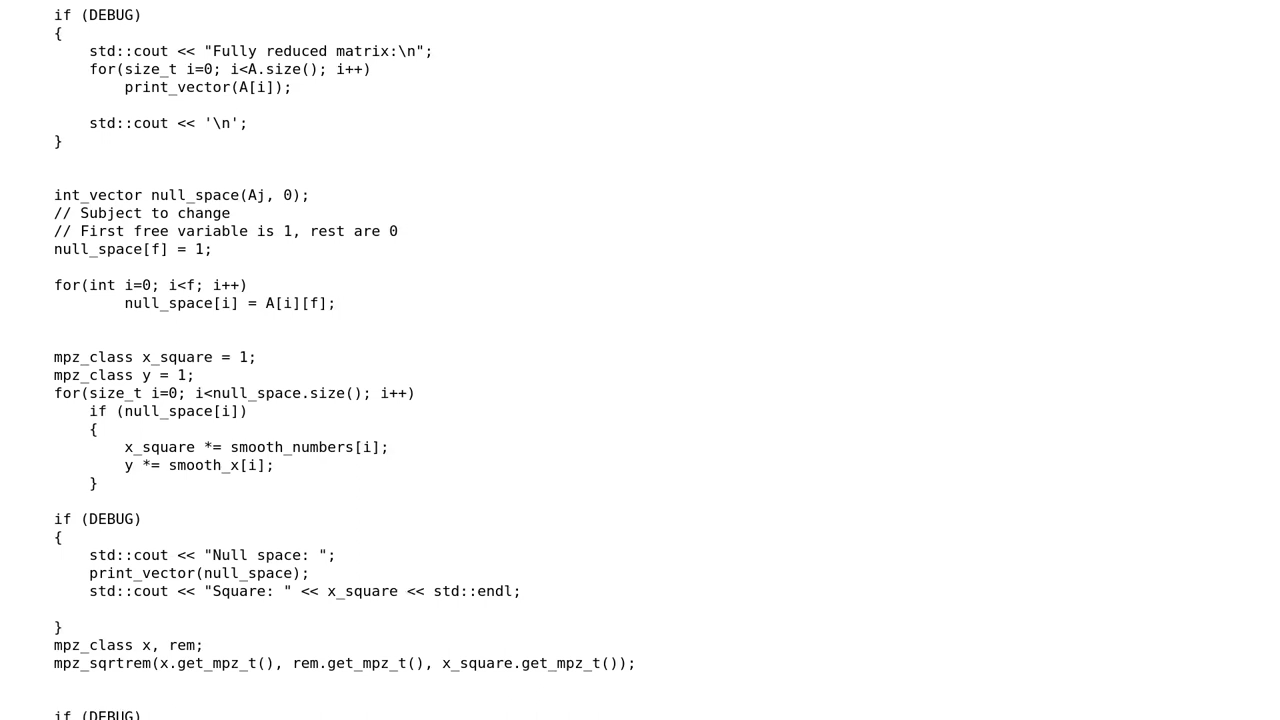 if (DEBUG)
{
    std::cout << "Fully reduced matrix:\n";
    for(size_t i=0; i<A.size(); i++)
        print_vector(A[i]);

    std::cout << '\n';
}


int_vector null_space(Aj, 0);
// Subject to change
// First free variable is 1, rest are 0
null_space[f] = 1;

for(int i=0; i<f; i++)
        null_space[i] = A[i][f];


mpz_class x_square = 1;
mpz_class y = 1;
for(size_t i=0; i<null_space.size(); i++)
    if (null_space[i])
    {
        x_square *= smooth_numbers[i];
        y *= smooth_x[i];
    }

if (DEBUG)
{
    std::cout << "Null space: ";
    print_vector(null_space);
    std::cout << "Square: " << x_square << std::endl;

}
mpz_class x, rem;
mpz_sqrtrem(x.get_mpz_t(), rem.get_mpz_t(), x_square.get_mpz_t());


if (DEBUG)